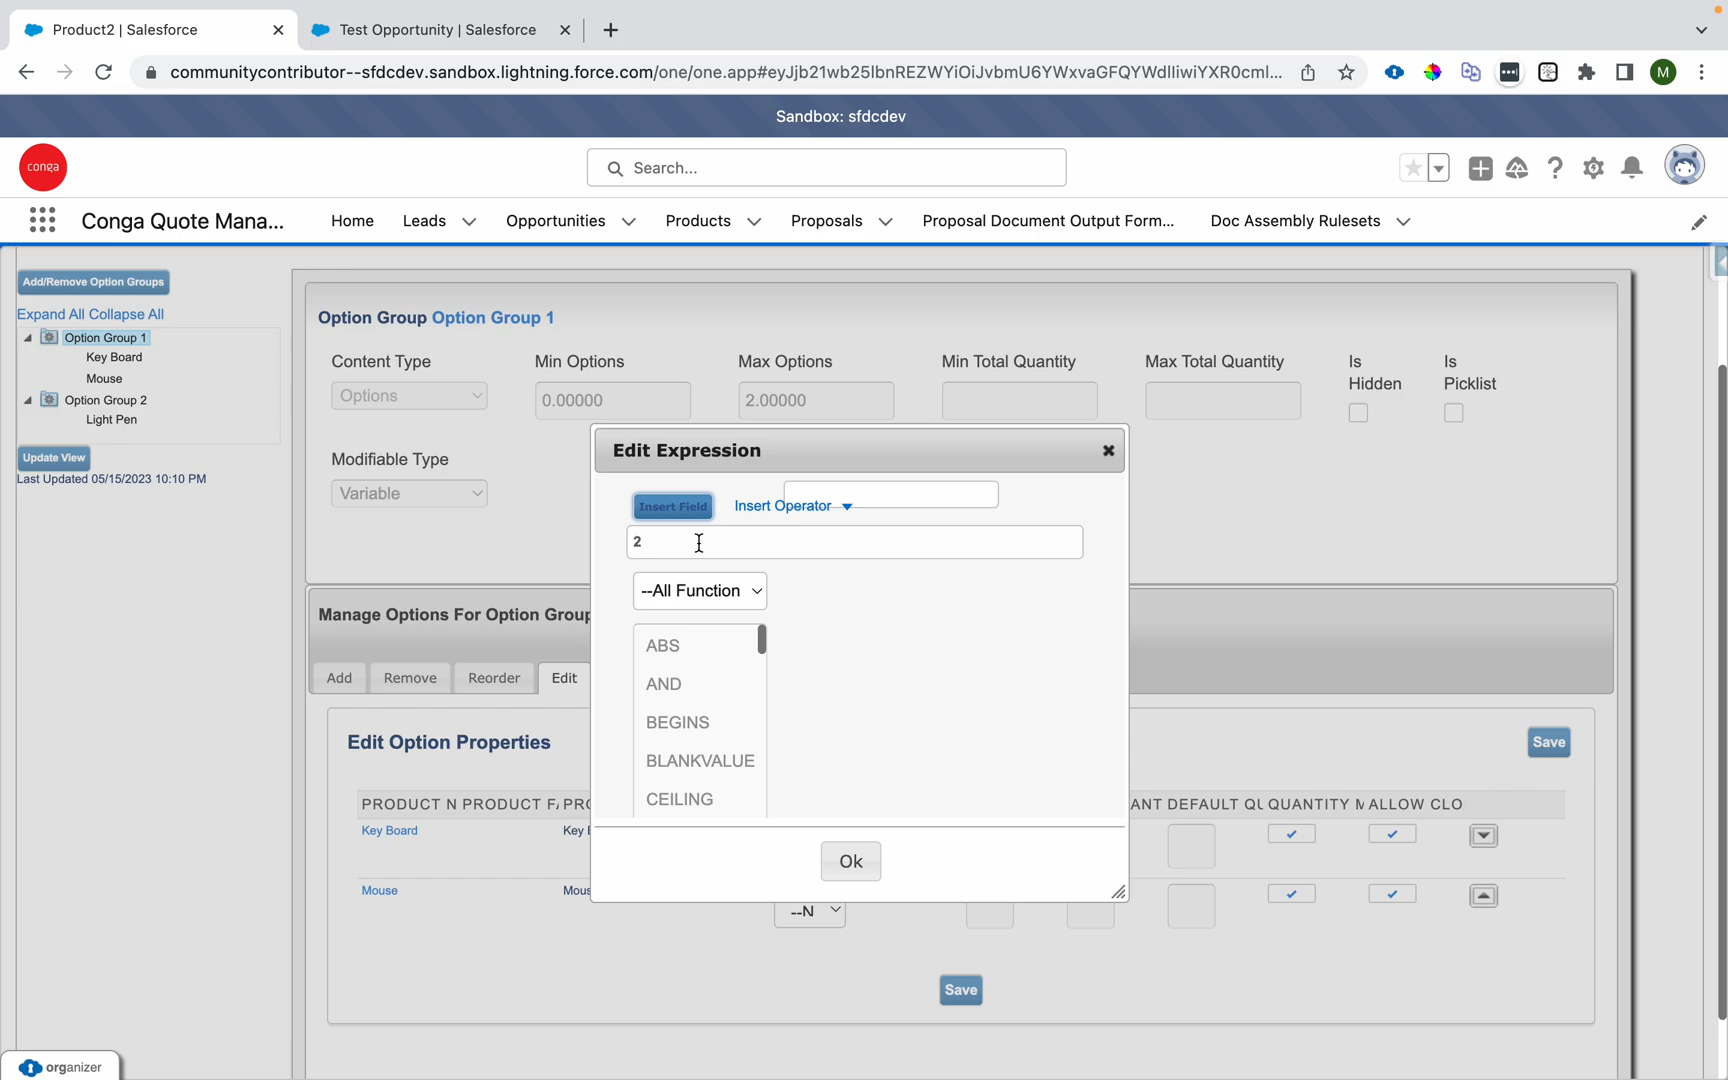 Product2 | Salesforce
Test Opportunity | Salesforce
communitycontributor--sfdcdev.sandbox.lightning.force.com/one/one.app#eyJjb21wb25lbnREZWYiOiJvbmU6YWxvaGFQYWdlIiwiYXR0cml...
M
Sandbox: sfdcdev
conga
Search...
Conga Quote Mana...
Home
Leads
Opportunities
Products
Proposals
Proposal Document Output Form...
Doc Assembly Rulesets
Add/Remove Option Groups
Expand All Collapse All
Option Group 1
Key Board
Mouse
Option Group 2
Light Pen
Update View
Last Updated 05/15/2023 10:10 PM
Option Group Option Group 1
Content Type
Min Options
Max Options
Min Total Quantity
Max Total Quantity
Is
Hidden
Is
Picklist
Options
0.00000
2.00000
Modifiable Type
Variable
Edit Expression
Insert Field
Insert Operator
2
--All Function
ABS
AND
BEGINS
BLANKVALUE
CEILING
Ok
Manage Options For Option Group
Add
Remove
Reorder
Edit
Edit Option Properties
Save
PRODUCT N PRODUCT F
ANT DEFAULT QU QUANTITY M ALLOW CLO
Key Board
Key
Mouse
Mous
--N
Save
organizer